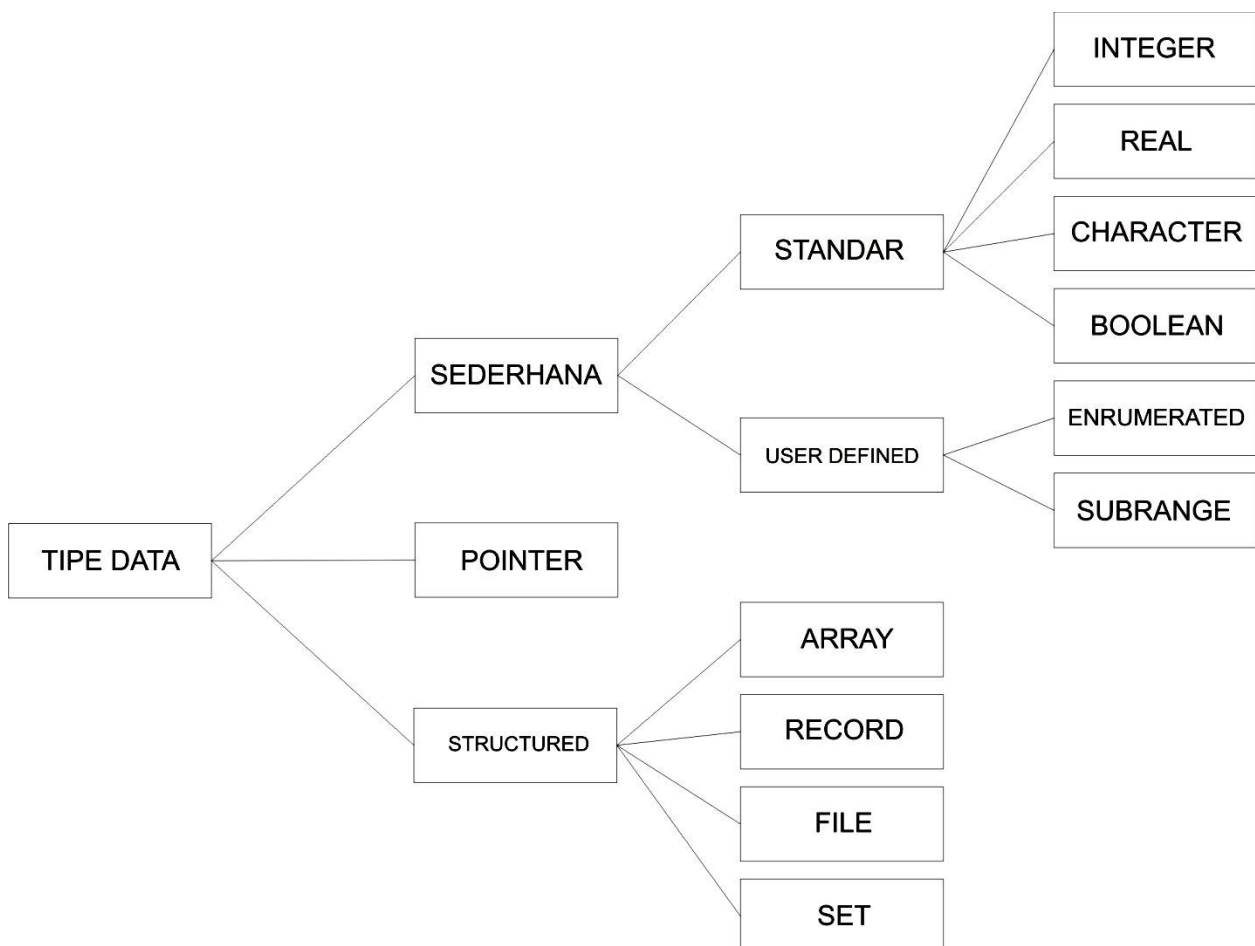 TIPE DATA
SEDERHANA
STANDAR
INTEGER
REAL
CHARACTER
BOOLEAN
USER DEFINED
ENRUMERATED
SUBRANGE
POINTER
STRUCTURED
ARRAY
RECORD
FILE
SET